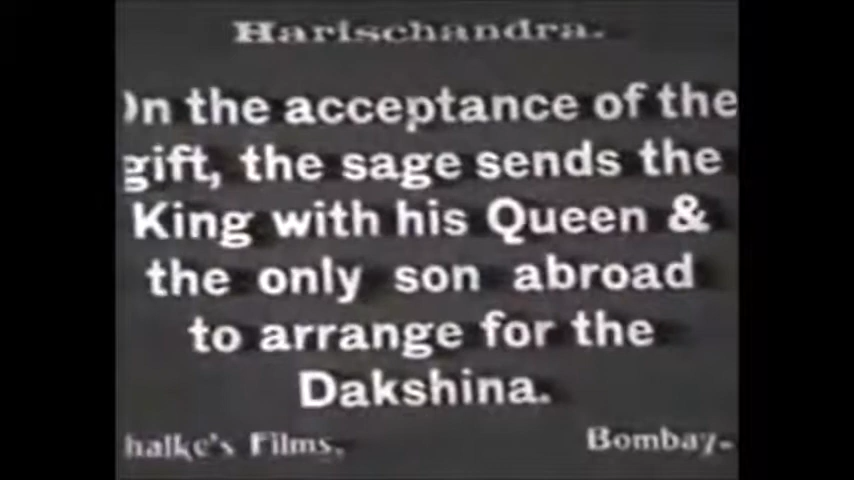 Harischandra.
On the acceptance of the
gift, the sage sends the
King with his Queen &
the only son abroad
to arrange for the
Dakshina.
halke's Films. Bombay.